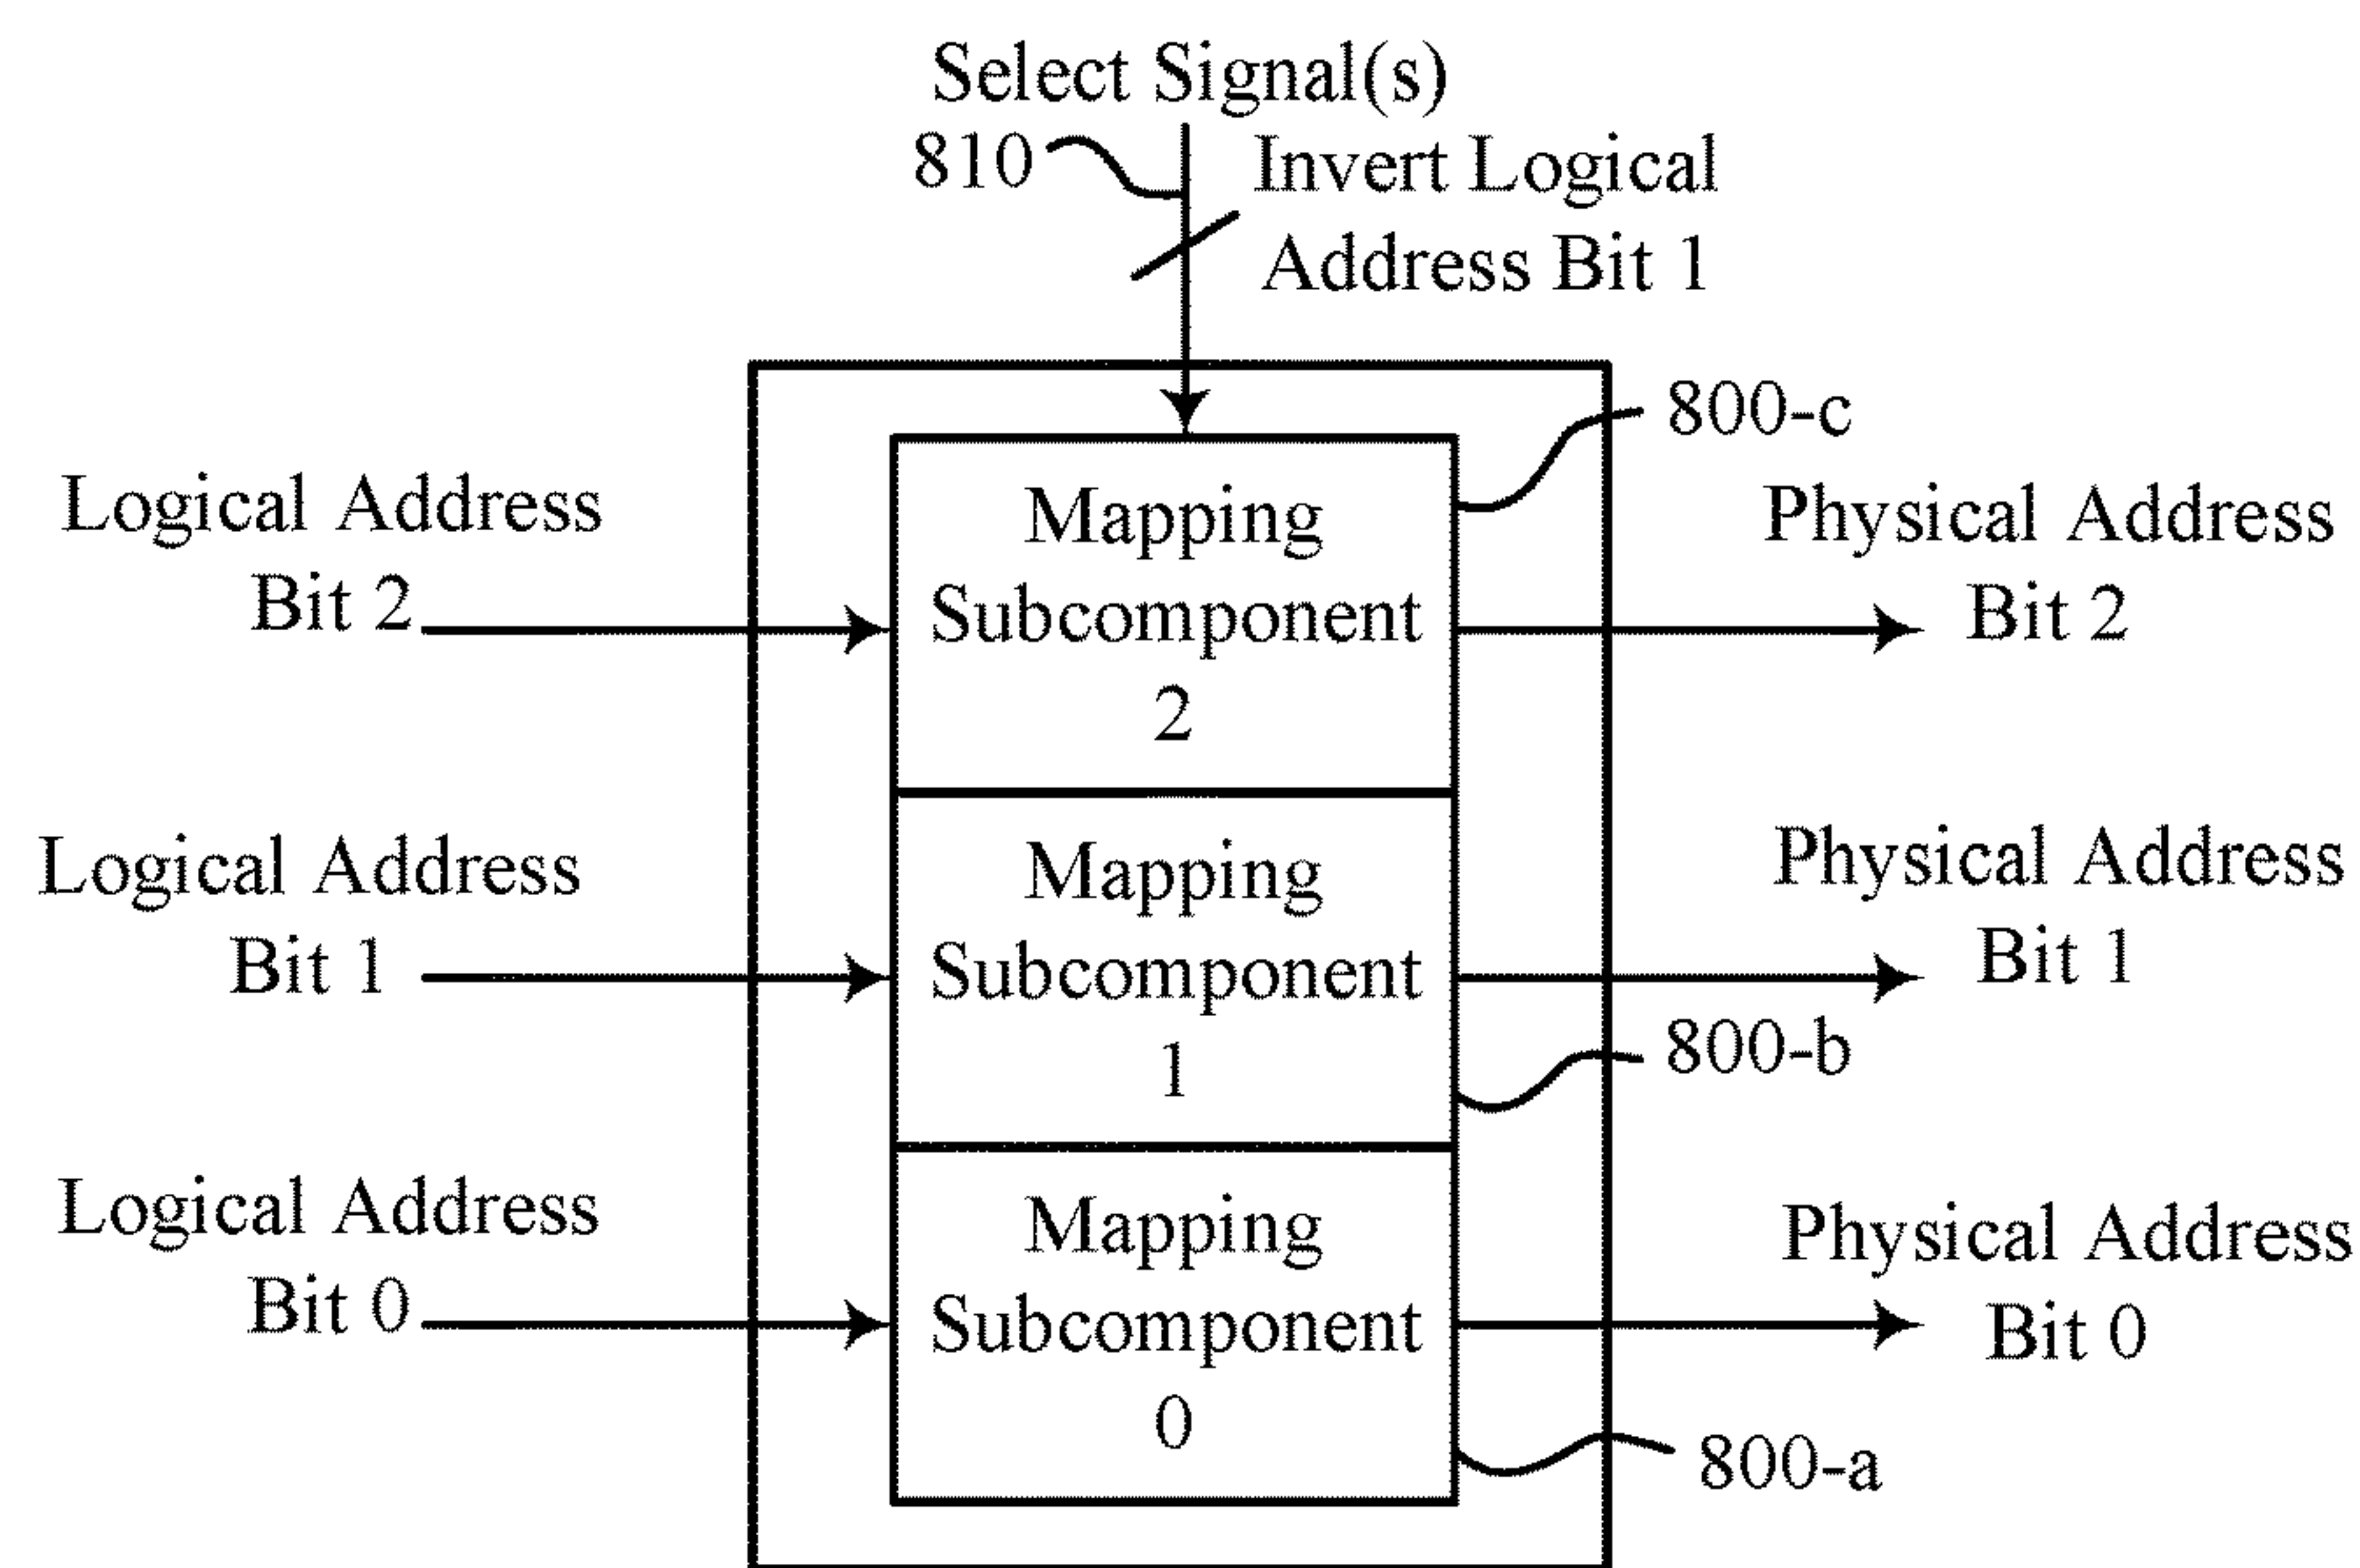 Select Signal(s)
810
Invert Logical
Address Bit 1
800-c
Logical Address
Bit 2
Mapping
Subcomponent
2
Physical Address
Bit 2
Logical Address
Bit 1
Mapping
Subcomponent
1
Physical Address
Bit 1
800-b
Logical Address
Bit 0
Mapping
Subcomponent
0
Physical Address
Bit 0
800-a